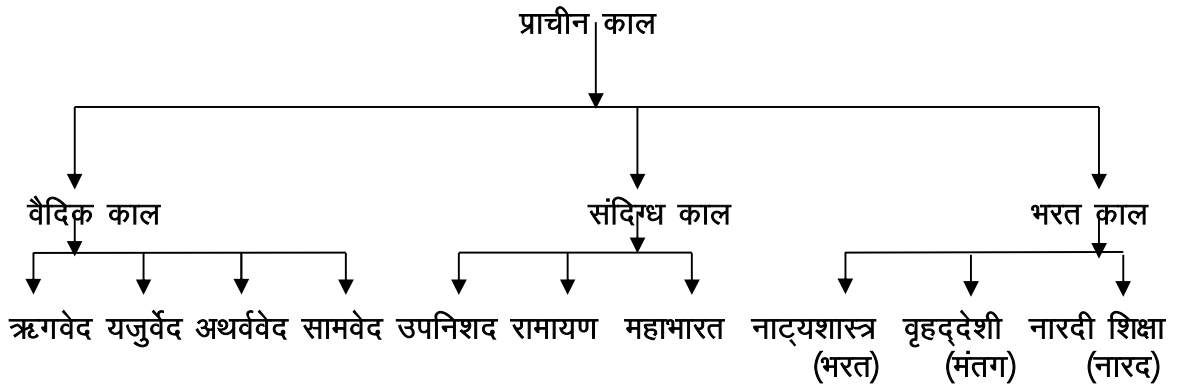 प्राचीन काल
वैदिक काल संदिग्ध काल भरत काल
ऋगवेद यजुर्वेद अथर्ववेद सामवेद उपनिशद रामायण महाभारत नाट्यशास्त्र वृहद्देशी नारदी शिक्षा
(भरत) (मंतग) (नारद)